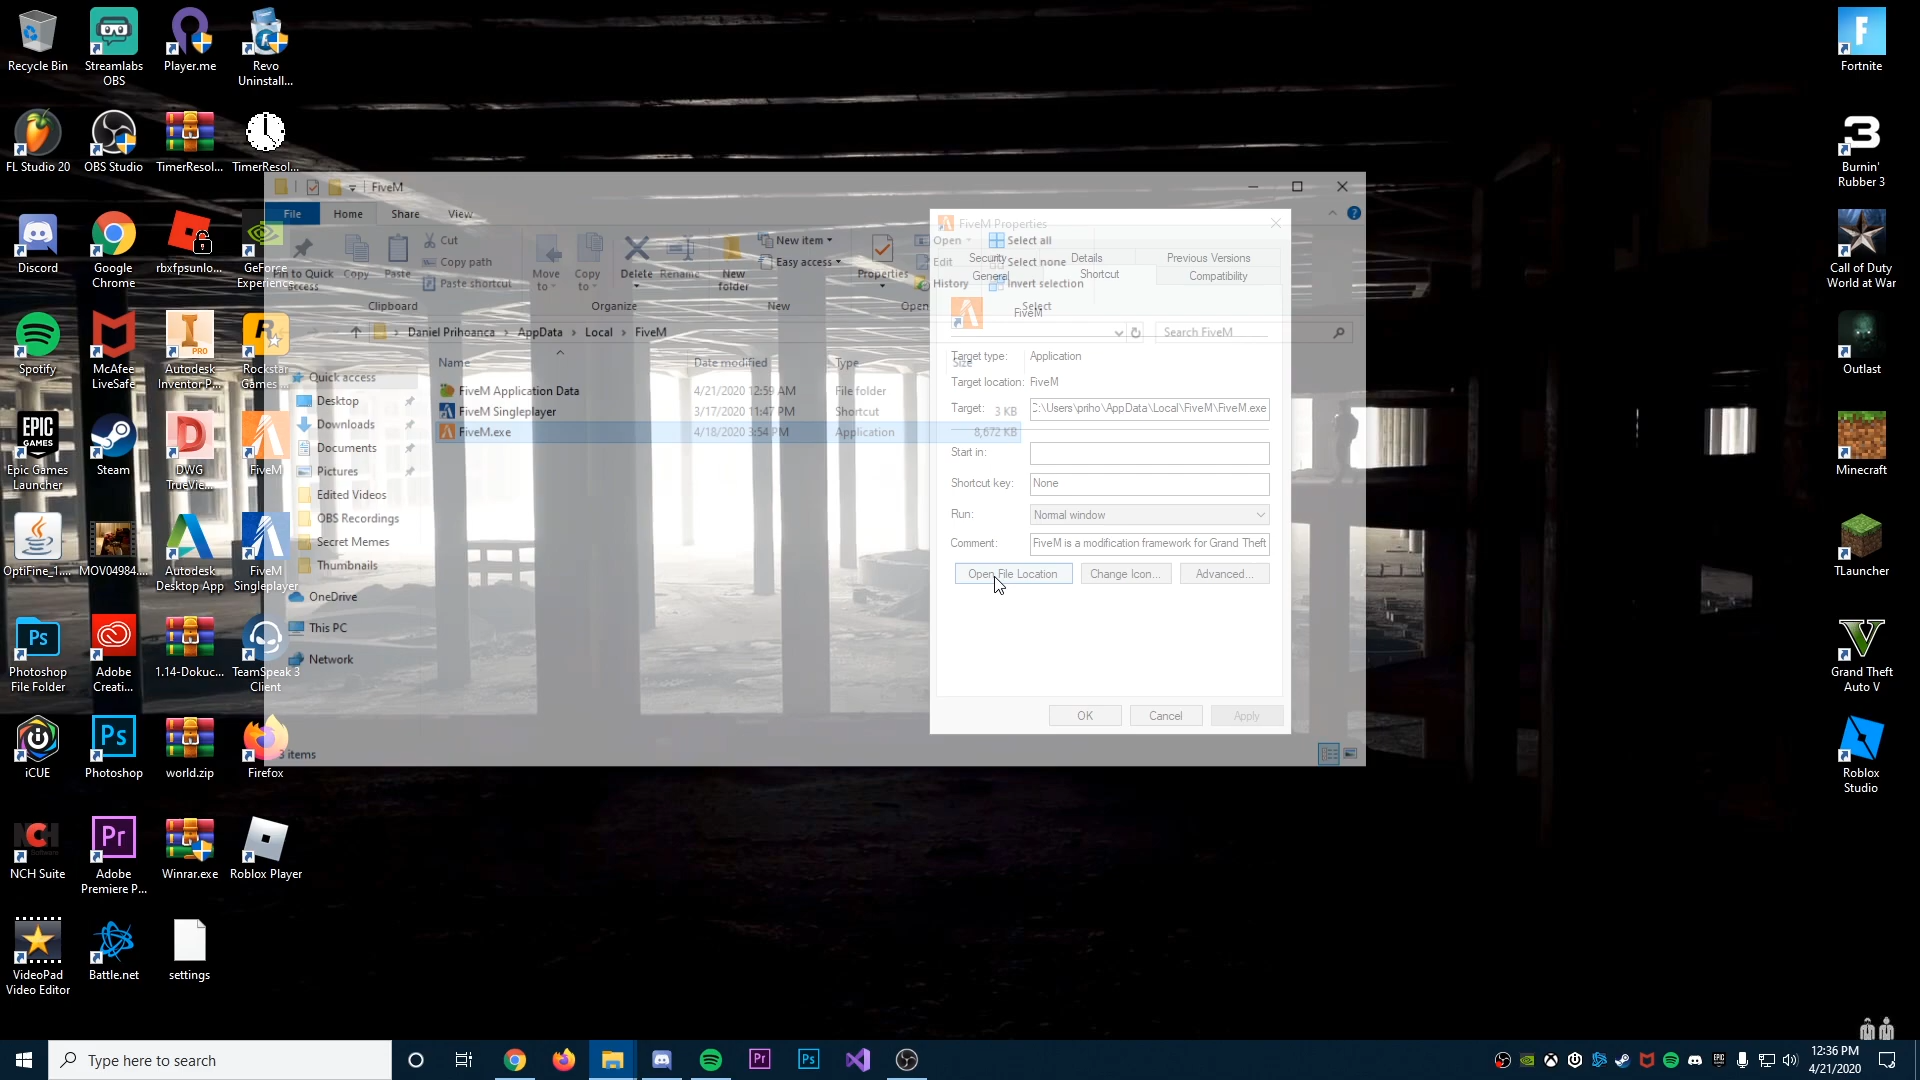 Recycle Bin
Streamlabs
OBS
Player.me
Revo
Uninstall...
FL Studio 20
OBS Studio
TimerResol...
TimerResol...
Discord
Google
Chrome
rbxfpsunlo...
GeForce
Experience
Spotify
McAfee
LiveSafe
Autodesk
Inventor P...
Rockstar
Games ...
Epic Games
Launcher
Steam
DWG
TrueVie...
FiveM
OptiFine_1....
MOV04984....
Autodesk
Desktop App
FiveM
Singleplayer
Photoshop
File Folder
Adobe
Creati...
1.14-Dokuc...
TeamSpeak 3
Client
iCUE
Photoshop
world.zip
Firefox
NCH Suite
Adobe
Premiere P...
Winrar.exe
Roblox Player
VideoPad
Video Editor
Battle.net
settings
Fortnite
Burnin'
Rubber 3
Call of Duty
World at War
Outlast
Minecraft
TLauncher
Grand Theft
Auto V
Roblox
Studio
FiveM
File
Home
Share
View
Pin to Quick
access
Copy
Paste
Cut
Copy path
Paste shortcut
Clipboard
Move
to
Copy
to
Delete
Rename
Organize
New
folder
New item
Easy access
New
Properties
Open
Edit
History
Open
Select all
Select none
Invert selection
Select
Daniel Prihoanca > AppData > Local > FiveM
Search FiveM
Name
Date modified
Type
Size
FiveM Application Data
4/21/2020 12:59 AM
File folder
FiveM Singleplayer
3/17/2020 11:47 PM
Shortcut
3 KB
FiveM.exe
4/18/2020 3:54 PM
Application
8,672 KB
Quick access
Desktop
Downloads
Documents
Pictures
Edited Videos
OBS Recordings
Secret Memes
Thumbnails
OneDrive
This PC
Network
3 items
FiveM Properties
Security
Details
Previous Versions
General
Shortcut
Compatibility
FiveM
Target type:
Application
Target location:
FiveM
Target:
C:\Users\priho\AppData\Local\FiveM\FiveM.exe
Start in:
Shortcut key:
None
Run:
Normal window
Comment:
FiveM is a modification framework for Grand Theft
Open File Location
Change Icon...
Advanced...
OK
Cancel
Apply
Type here to search
12:36 PM
4/21/2020